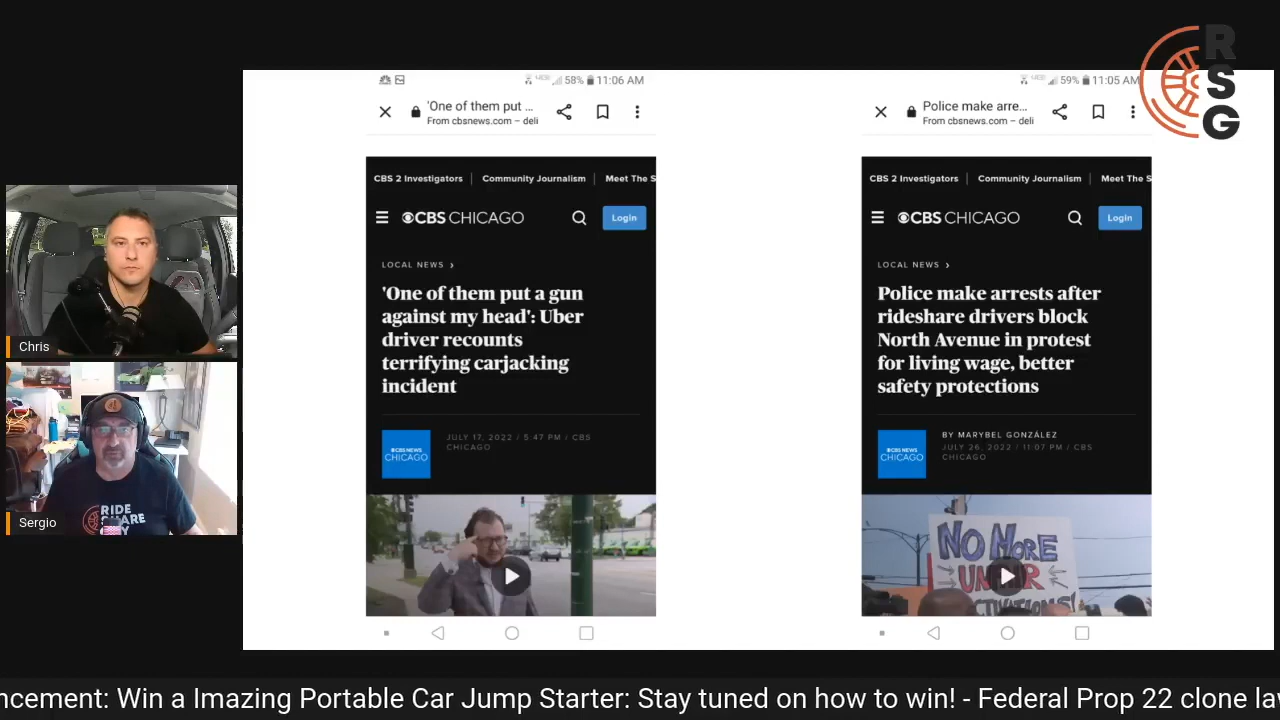 R
S
G
58% 11:06 AM
'One of them put ...
From cbsnews.com – deli
CBS 2 Investigators | Community Journalism | Meet The S
CBS CHICAGO
Login
LOCAL NEWS ›
'One of them put a gun
against my head': Uber
driver recounts
terrifying carjacking
incident
CBS NEWS
CHICAGO
JULY 17, 2022 / 5:47 PM / CBS
CHICAGO
59% 11:05 AM
Police make arre...
From cbsnews.com – deli
CBS 2 Investigators | Community Journalism | Meet The S
CBS CHICAGO
Login
LOCAL NEWS ›
Police make arrests after
rideshare drivers block
North Avenue in protest
for living wage, better
safety protections
CBS NEWS
CHICAGO
BY MARYBEL GONZÁLEZ
JULY 26, 2022 / 11:07 PM / CBS
CHICAGO
NO MORE
UNFAIR
Chris
RIDE
SHARE
Sergio
ncement: Win a Imazing Portable Car Jump Starter: Stay tuned on how to win! - Federal Prop 22 clone la